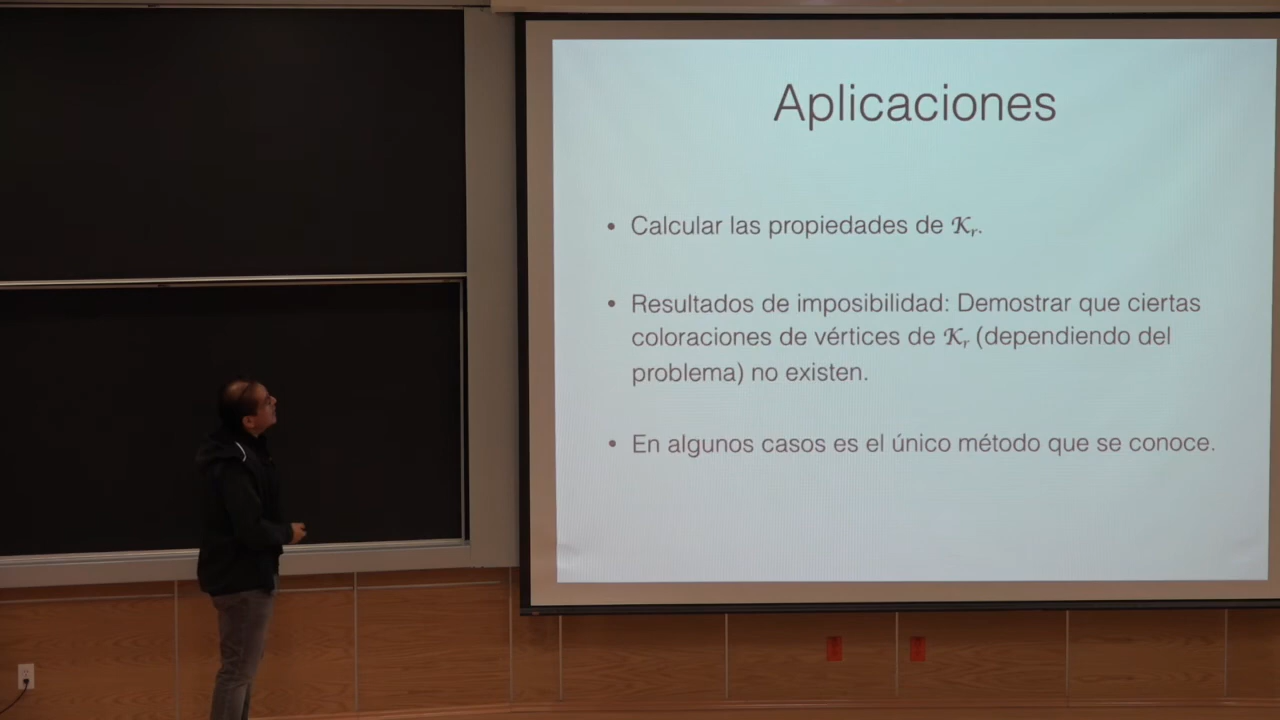 Aplicaciones
• Calcular las propiedades de 𝒦ᵣ.
• Resultados de imposibilidad: Demostrar que ciertas
coloraciones de vértices de 𝒦ᵣ (dependiendo del
problema) no existen.
• En algunos casos es el único método que se conoce.